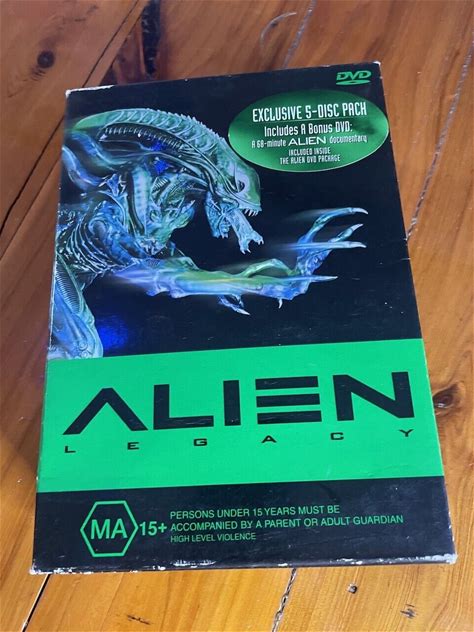 DVD
EXCLUSIVE 5-DISC PACK
Includes A Bonus DVD:
A 60-minute ALIEN documentary
INCLUDED INSIDE
THE ALIEN DVD PACKAGE
ALIEN
LEGACY
MA 15+
PERSONS UNDER 15 YEARS MUST BE
ACCOMPANIED BY A PARENT OR ADULT GUARDIAN
HIGH LEVEL VIOLENCE